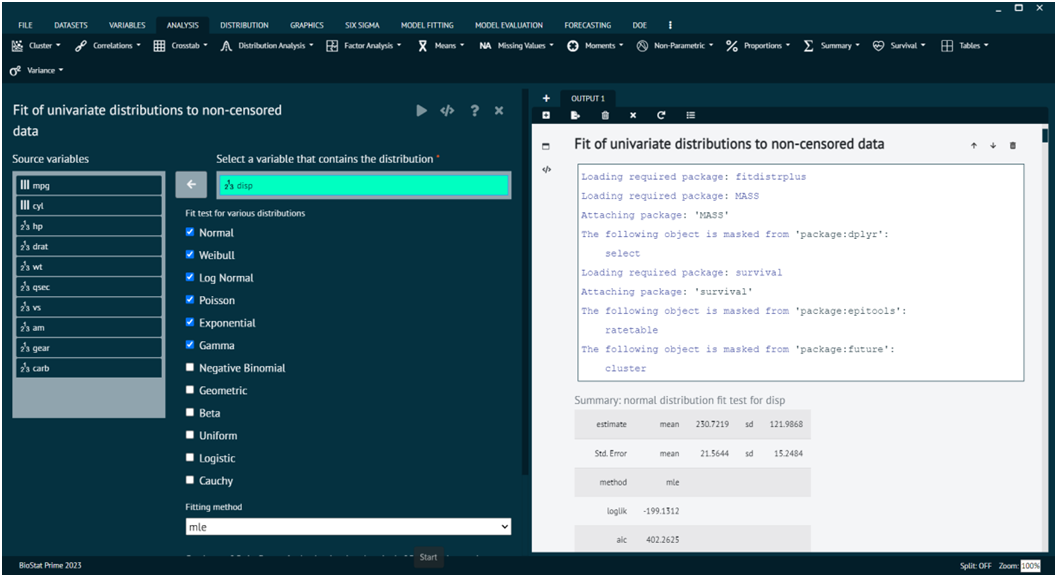 FILE DATASETS VARIABLES ANALYSIS DISTRIBUTION GRAPHICS SIX SIGMA MODEL FITTING MODEL EVALUATION FORECASTING DOE
Cluster Correlations Crosstab Distribution Analysis Factor Analysis Means NA Missing Values Moments Non-Parametric Proportions Summary Survival Tables
σ2 Variance
Fit of univariate distributions to non-censored
data
Source variables
mpg
cyl
hp
drat
wt
qsec
vs
am
gear
carb
Select a variable that contains the distribution *
disp
Fit test for various distributions
Normal
Weibull
Log Normal
Poisson
Exponential
Gamma
Negative Binomial
Geometric
Beta
Uniform
Logistic
Cauchy
Fitting method
mle
Start
OUTPUT 1
Fit of univariate distributions to non-censored data
Loading required package: fitdistrplus
Loading required package: MASS
Attaching package: 'MASS'
The following object is masked from 'package:dplyr':
select
Loading required package: survival
Attaching package: 'survival'
The following object is masked from 'package:epitools':
ratetable
The following object is masked from 'package:future':
cluster
Summary: normal distribution fit test for disp
estimate mean 230.7219 sd 121.9868
Std. Error mean 21.5644 sd 15.2484
method mle
loglik -199.1312
aic 402.2625
BioStat Prime 2023
Split: OFF Zoom: 100%